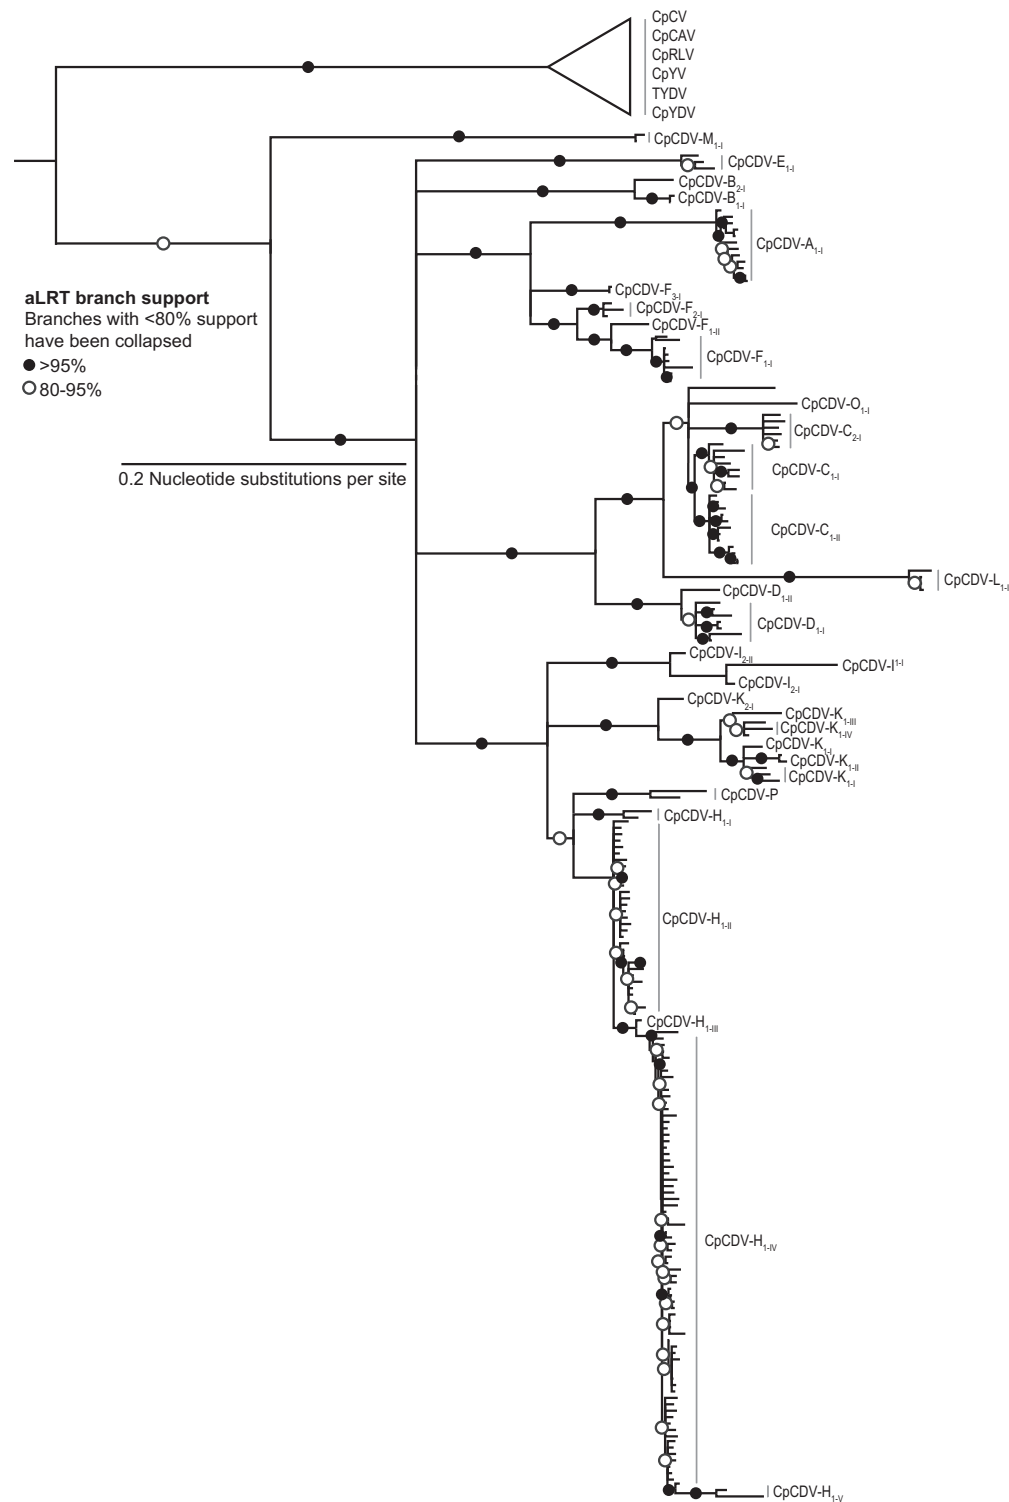 CpCV
CpCAV
CpRLV
CpYV
TYDV
CpYDV
CpCDV-M1-I
CpCDV-E1-I
CpCDV-B2-I
CpCDV-B1-I
CpCDV-A1-I
aLRT branch support
Branches with <80% support
have been collapsed
>95%
80-95%
CpCDV-F3-I
CpCDV-F2-I
CpCDV-F1-II
CpCDV-F1-I
CpCDV-O1-I
CpCDV-C2-I
0.2 Nucleotide substitutions per site
CpCDV-C1-I
CpCDV-C1-II
CpCDV-L1-I
CpCDV-D1-II
CpCDV-D1-I
CpCDV-I2-II
CpCDV-I1-I
CpCDV-I2-I
CpCDV-K2-I
CpCDV-K1-III
CpCDV-K1-IV
CpCDV-K1-I
CpCDV-K1-II
CpCDV-K1-I
CpCDV-P
CpCDV-H1-I
CpCDV-H1-II
CpCDV-H1-III
CpCDV-H1-IV
CpCDV-H1-V